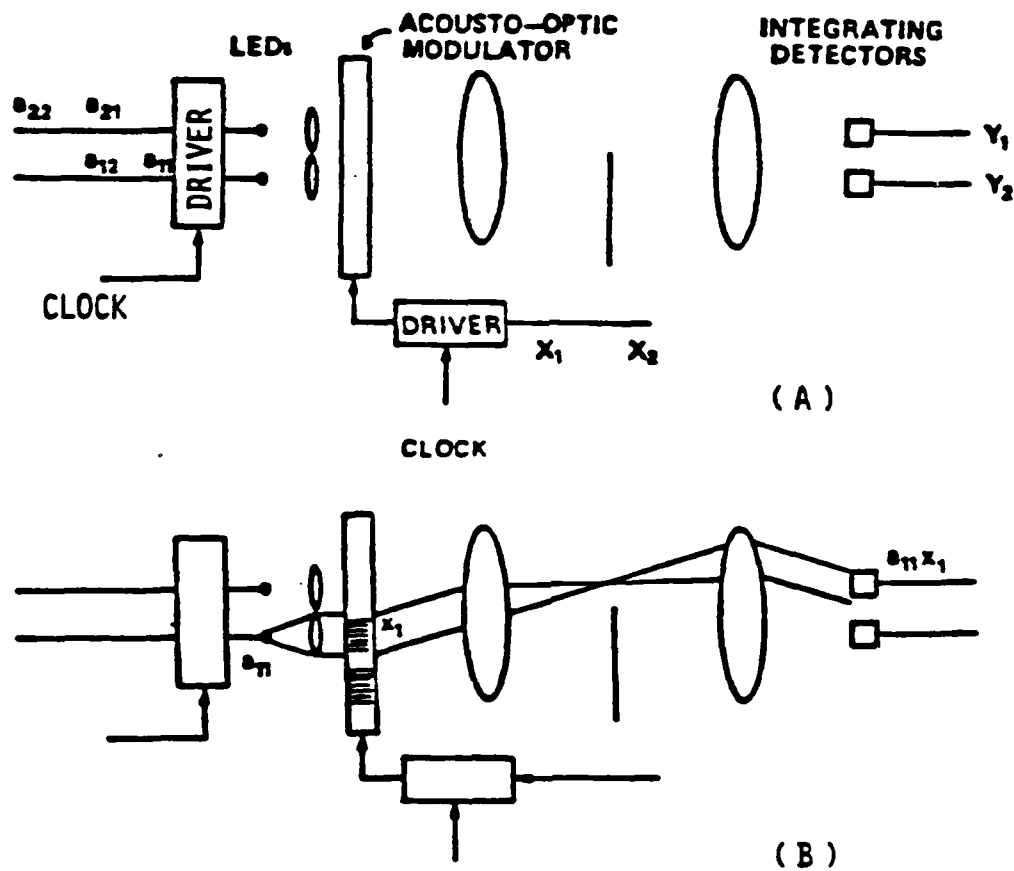 ACOUSTO-OPTIC
MODULATOR
INTEGRATING
DETECTORS
LEDs
a22 a21
a12 a11
DRIVER
Y1
Y2
CLOCK
DRIVER
X1 X2
(A)
CLOCK
a11x1
x1
a11
(B)